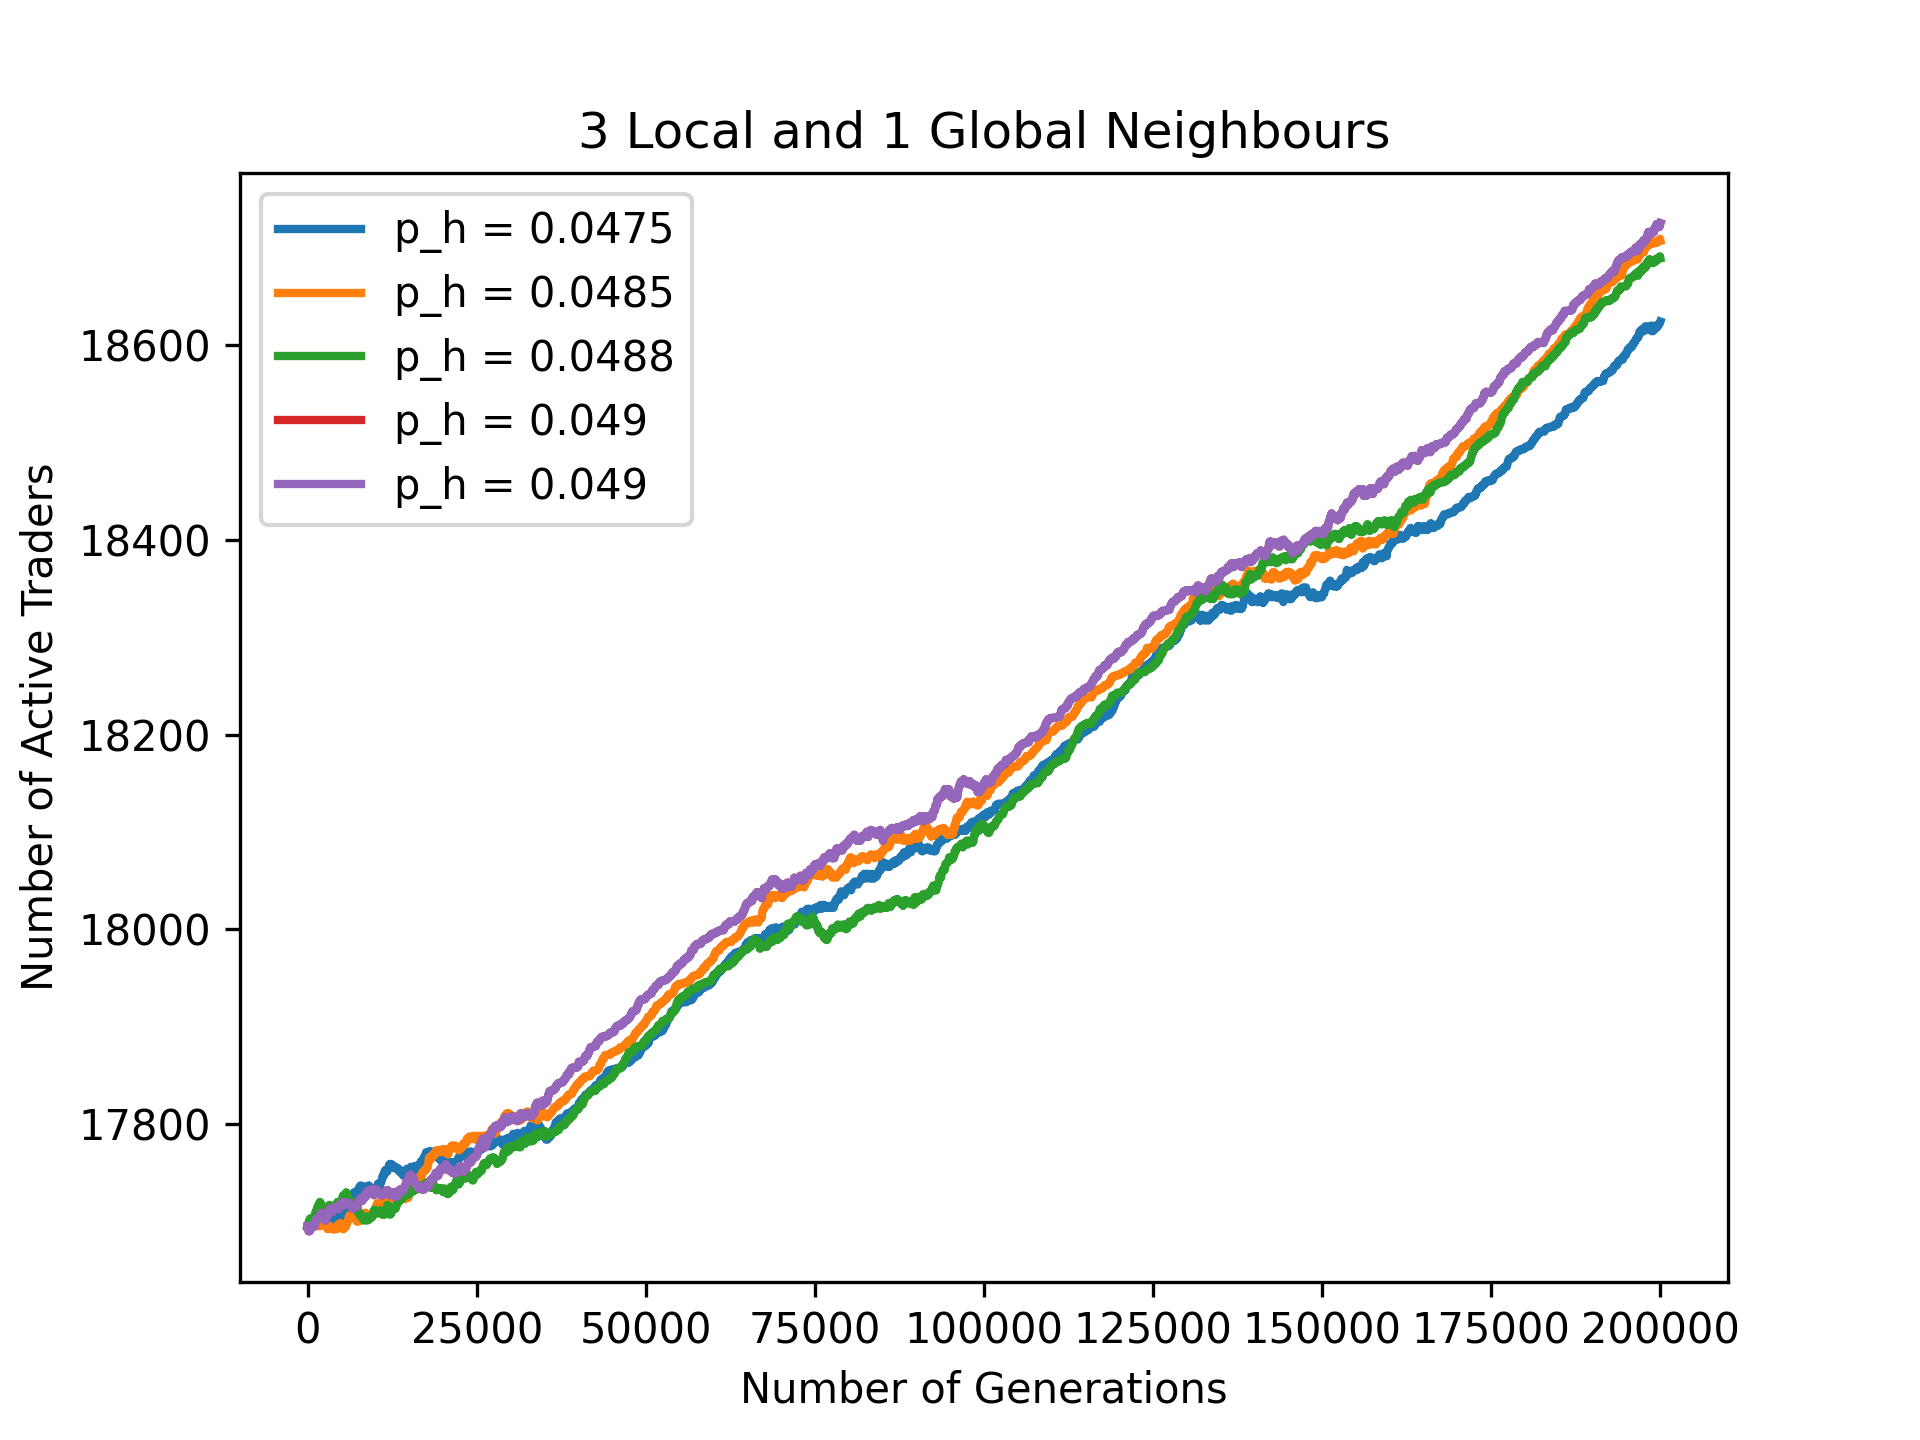 3 Local and 1 Global Neighbours
p_h = 0.0475
p_h = 0.0485
p_h = 0.0488
p_h = 0.049
p_h = 0.049
Number of Active Traders
18600
18400
18200
18000
17800
0 25000 50000 75000 100000 125000 150000 175000 200000
Number of Generations